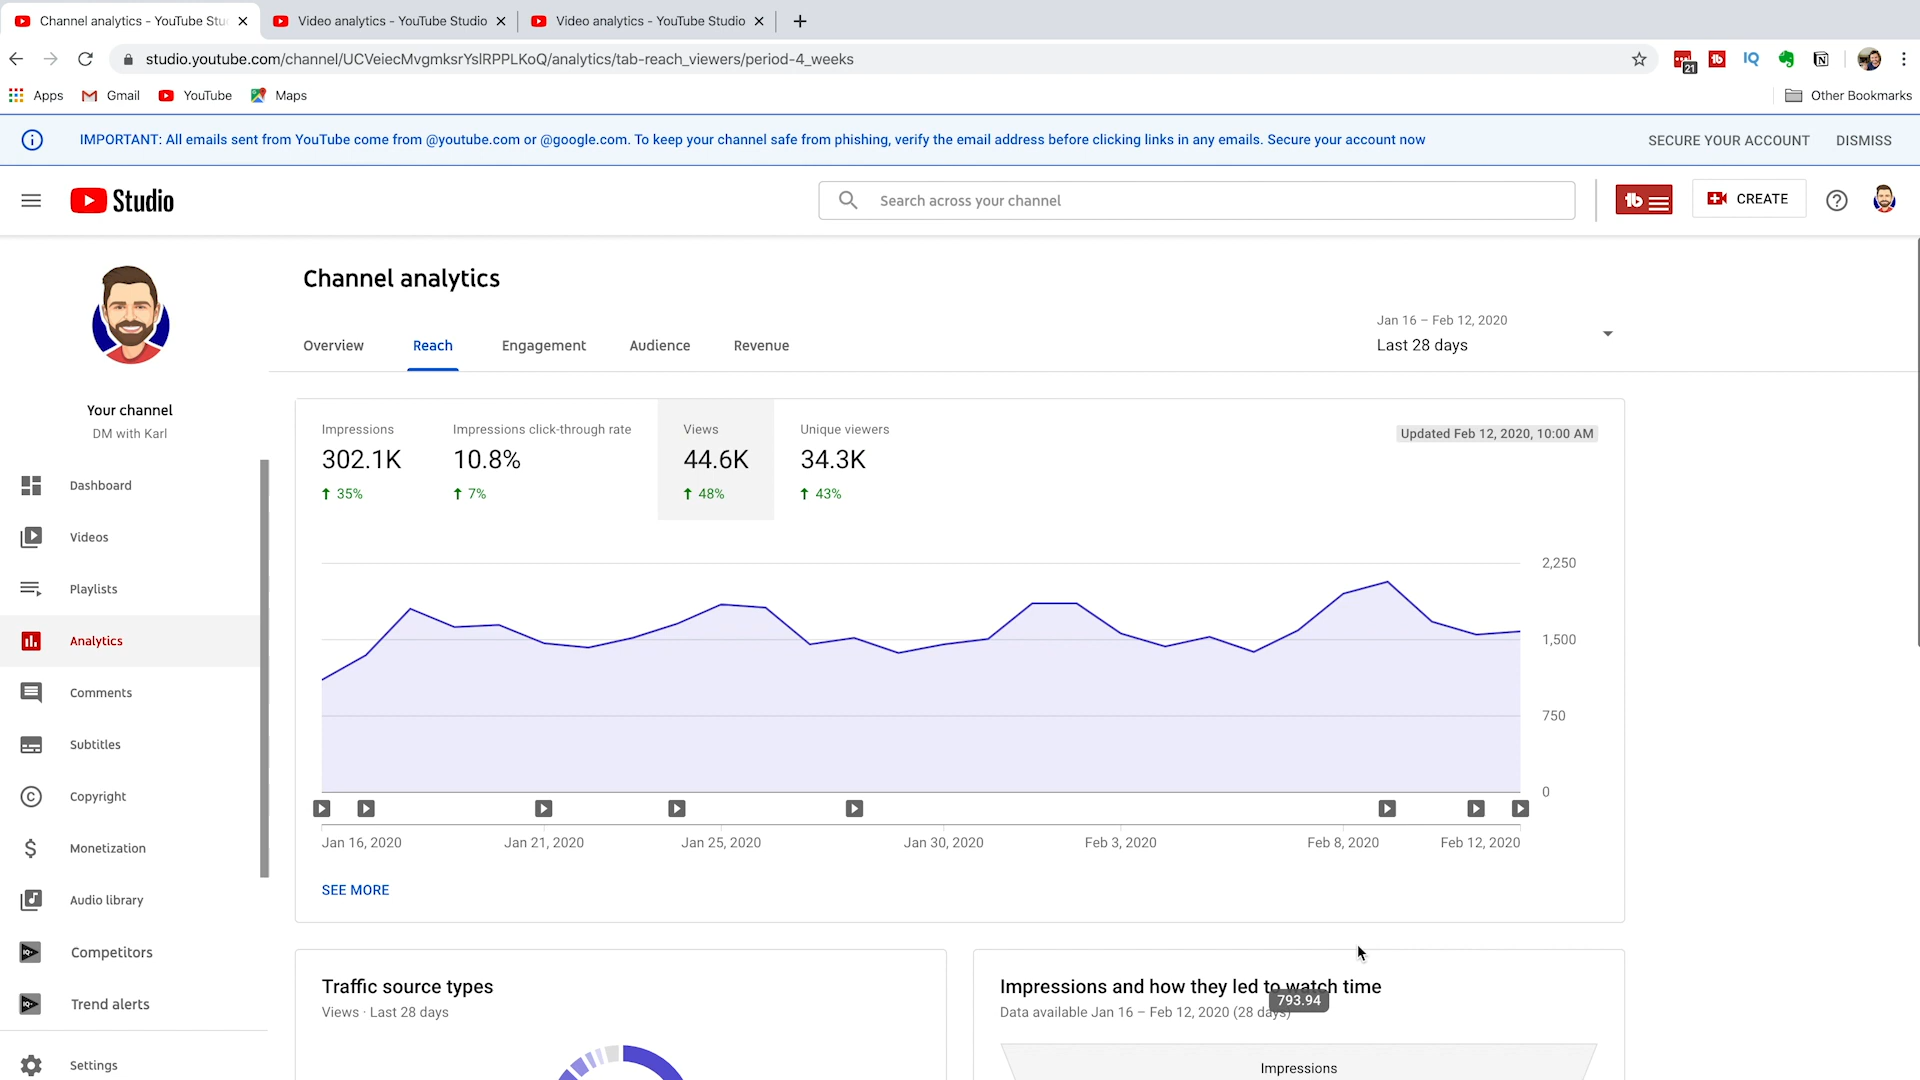 Channel analytics - YouTube Stu
Video analytics - YouTube Studio
Video analytics - YouTube Studio
studio.youtube.com/channel/UCVeiecMvgmksrYsIRPPLKoQ/analytics/tab-reach_viewers/period-4_weeks
21
IQ
Apps
Gmail
YouTube
Maps
Other Bookmarks
IMPORTANT: All emails sent from YouTube come from @youtube.com or @google.com. To keep your channel safe from phishing, verify the email address before clicking links in any emails. Secure your account now
SECURE YOUR ACCOUNT
DISMISS
Studio
Search across your channel
CREATE
Channel analytics
Overview
Reach
Engagement
Audience
Revenue
Jan 16 – Feb 12, 2020
Last 28 days
Your channel
DM with Karl
Dashboard
Videos
Playlists
Analytics
Comments
Subtitles
Copyright
Monetization
Audio library
Competitors
Trend alerts
Settings
Impressions
302.1K
35%
Impressions click-through rate
10.8%
7%
Views
44.6K
48%
Unique viewers
34.3K
43%
Updated Feb 12, 2020, 10:00 AM
2,250
1,500
750
0
Jan 16, 2020
Jan 21, 2020
Jan 25, 2020
Jan 30, 2020
Feb 3, 2020
Feb 8, 2020
Feb 12, 2020
SEE MORE
Traffic source types
Views · Last 28 days
Impressions and how they led to watch time
Data available Jan 16 – Feb 12, 2020 (28 days)
793.94
Impressions